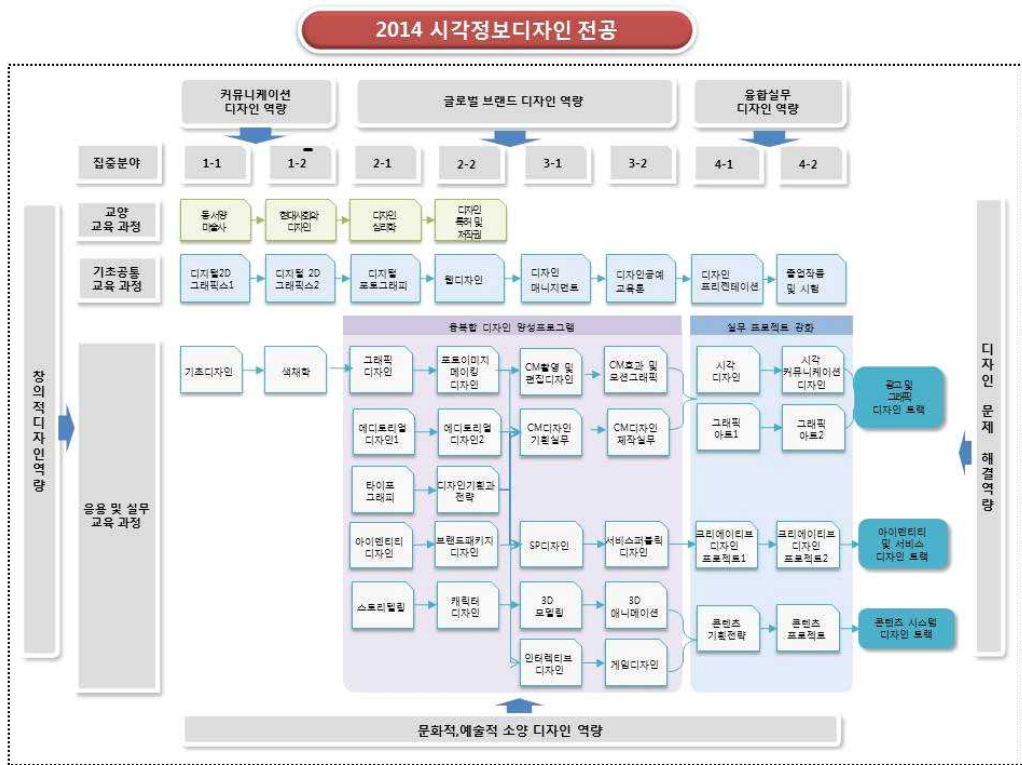 2014 시각정보디자인 전공
커뮤니케이션
디자인 역량
글로벌 브랜드 디자인 역량
융합실무
디자인 역량
집중분야
1-1
1-2
2-1
2-2
3-1
3-2
4-1
4-2
교양
교육 과정
동서양
미술사
현대사회와
디자인
디자인
심리학
디자인
특허 및
저작권
기초공통
교육 과정
디지털2D
그래픽스1
디지털 2D
그래픽스2
디지털
포토그래피
웹디자인
디자인
매니지먼트
디자인공예
교육론
디자인
프리젠테이션
졸업작품
및 시험
융복합 디자인 양성프로그램
실무 프로젝트 강화
창의적디자인역량
디자인 문제 해결역량
응용 및 실무
교육 과정
기초디자인
색채학
그래픽
디자인
포토이미지
메이킹
디자인
CM촬영 및
편집디자인
CM효과 및
모션그래픽
시각
디자인
시각
커뮤니케이션
디자인
광고 및
그래픽
디자인 트랙
에디토리얼
디자인1
에디토리얼
디자인2
CM디자인
기획실무
CM디자인
제작실무
그래픽
아트1
그래픽
아트2
타이포
그래피
디자인기획과
전략
아이덴티티
디자인
브랜드패키지
디자인
SP디자인
서비스퍼블릭
디자인
크리에이티브
디자인
프로젝트1
크리에이티브
디자인
프로젝트2
아이덴티티
및 서비스
디자인 트랙
스토리텔링
캐릭터
디자인
3D
모델링
3D
애니메이션
콘텐츠
기획전략
콘텐츠
프로젝트
콘텐츠 시스템
디자인 트랙
인터렉티브
디자인
게임디자인
문화적,예술적 소양 디자인 역량